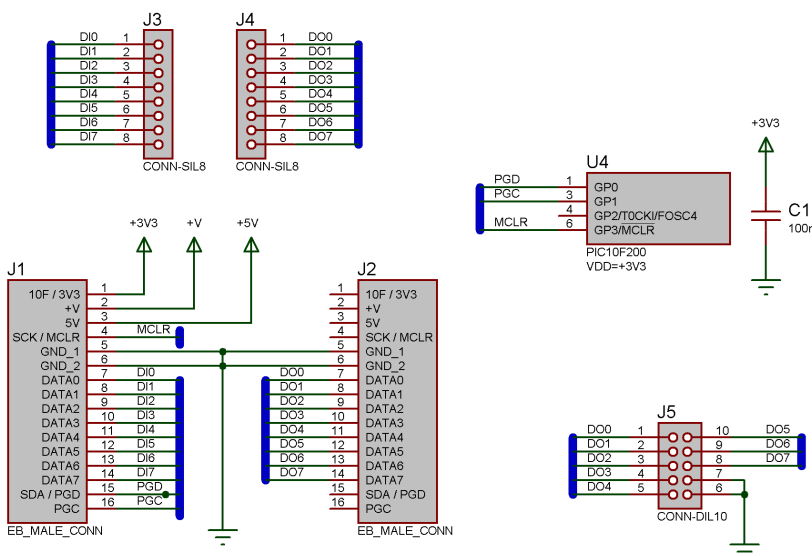 J3
DI0 1
DI1 2
DI2 3
DI3 4
DI4 5
DI5 6
DI6 7
DI7 8
CONN-SIL8
J4
1 DO0
2 DO1
3 DO2
4 DO3
5 DO4
6 DO5
7 DO6
8 DO7
CONN-SIL8
U4
PGD 1 GP0
PGC 3 GP1
4 GP2/T0CKI/FOSC4
MCLR 6 GP3/MCLR
PIC10F200
VDD=+3V3
+3V3
C1
100n
+3V3 +V +5V
J1
10F / 3V3 1
+V 2
5V 3
SCK / MCLR 4 MCLR
GND_1 5
GND_2 6
DATA0 7 DI0
DATA1 8 DI1
DATA2 9 DI2
DATA3 10 DI3
DATA4 11 DI4
DATA5 12 DI5
DATA6 13 DI6
DATA7 14 DI7
SDA / PGD 15 PGD
PGC 16 PGC
EB_MALE_CONN
J2
1 10F / 3V3
2 +V
3 5V
4 SCK / MCLR
5 GND_1
6 GND_2
DO0 7 DATA0
DO1 8 DATA1
DO2 9 DATA2
DO3 10 DATA3
DO4 11 DATA4
DO5 12 DATA5
DO6 13 DATA6
DO7 14 DATA7
15 SDA / PGD
16 PGC
EB_MALE_CONN
J5
DO0 1 10 DO5
DO1 2 9 DO6
DO2 3 8 DO7
DO3 4 7
DO4 5 6
CONN-DIL10